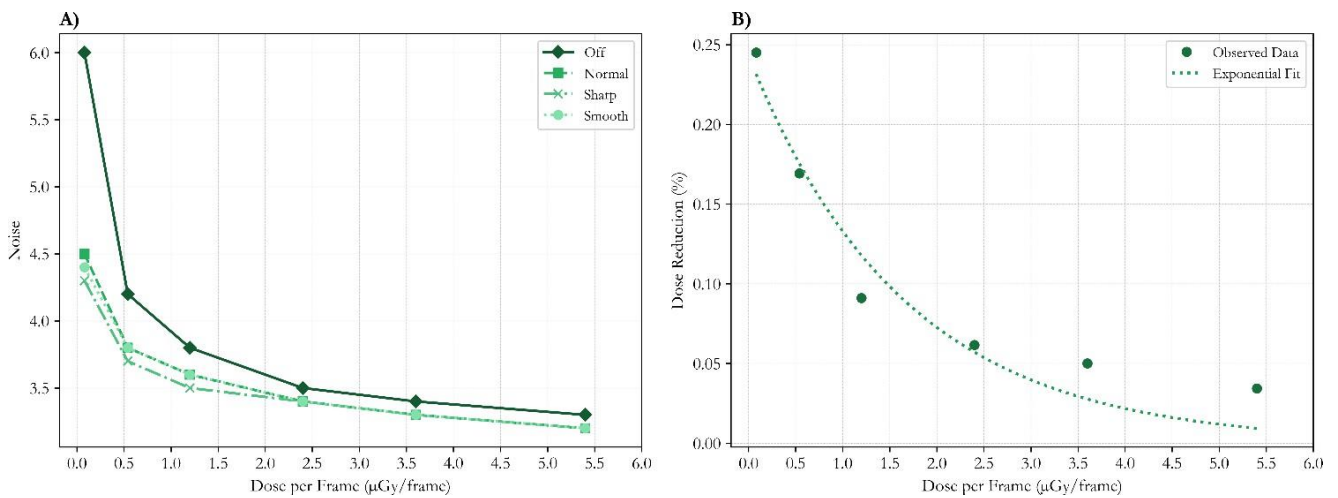 A)
6.0
5.5
5.0
4.5
4.0
3.5
Noise
Off
Normal
Sharp
Smooth
0.0 0.5 1.0 1.5 2.0 2.5 3.0 3.5 4.0 4.5 5.0 5.5 6.0
Dose per Frame (μGy/frame)
B)
0.25
0.20
0.15
0.10
0.05
0.00
Dose Reduction (%)
Observed Data
Exponential Fit
0.0 0.5 1.0 1.5 2.0 2.5 3.0 3.5 4.0 4.5 5.0 5.5 6.0
Dose per Frame (μGy/frame)